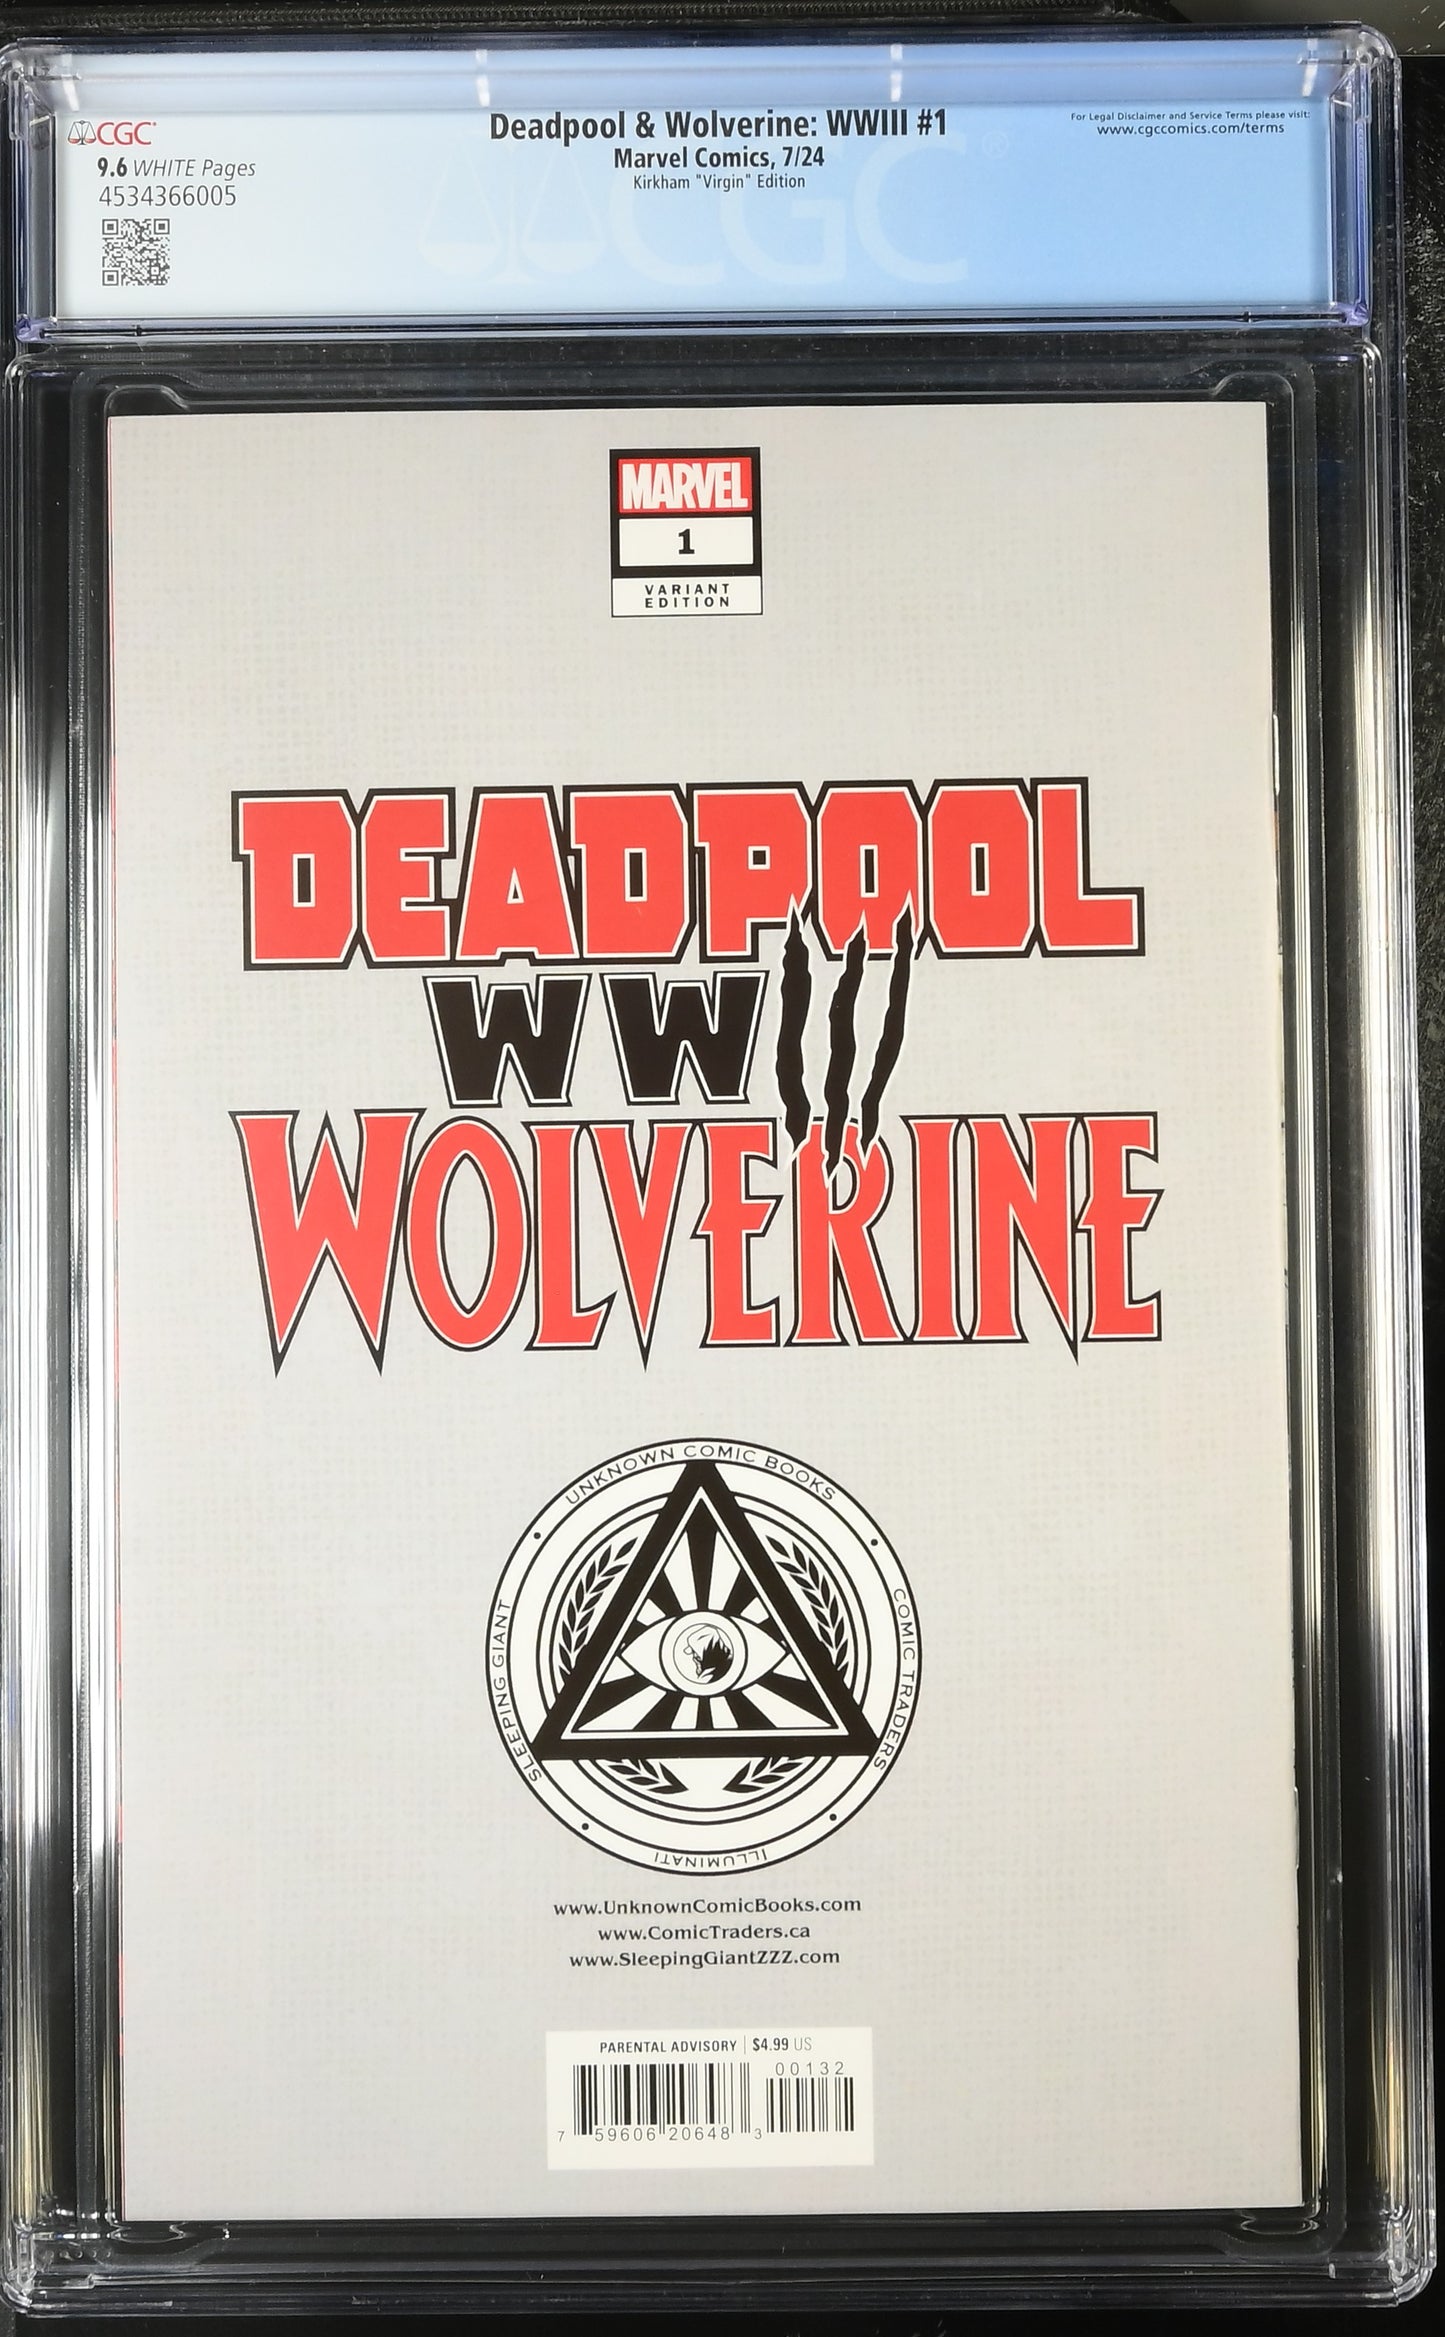 CGC
9.6 WHITE Pages
4534366005
Deadpool & Wolverine: WWIII #1
Marvel Comics, 7/24
Kirkham "Virgin" Edition
For Legal Disclaimer and Service Terms please visit:
www.cgccomics.com/terms
CGC
MARVEL
1
VARIANT
EDITION
DEADPOOL
WWIII
WOLVERINE
UNKNOWN COMIC BOOKS
SLEEPING GIANT
COMIC TRADERS
ILLUMINATI
www.UnknownComicBooks.com
www.ComicTraders.ca
www.SleepingGiantZZZ.com
PARENTAL ADVISORY | $4.99 US
00132
7 59606 20648 3